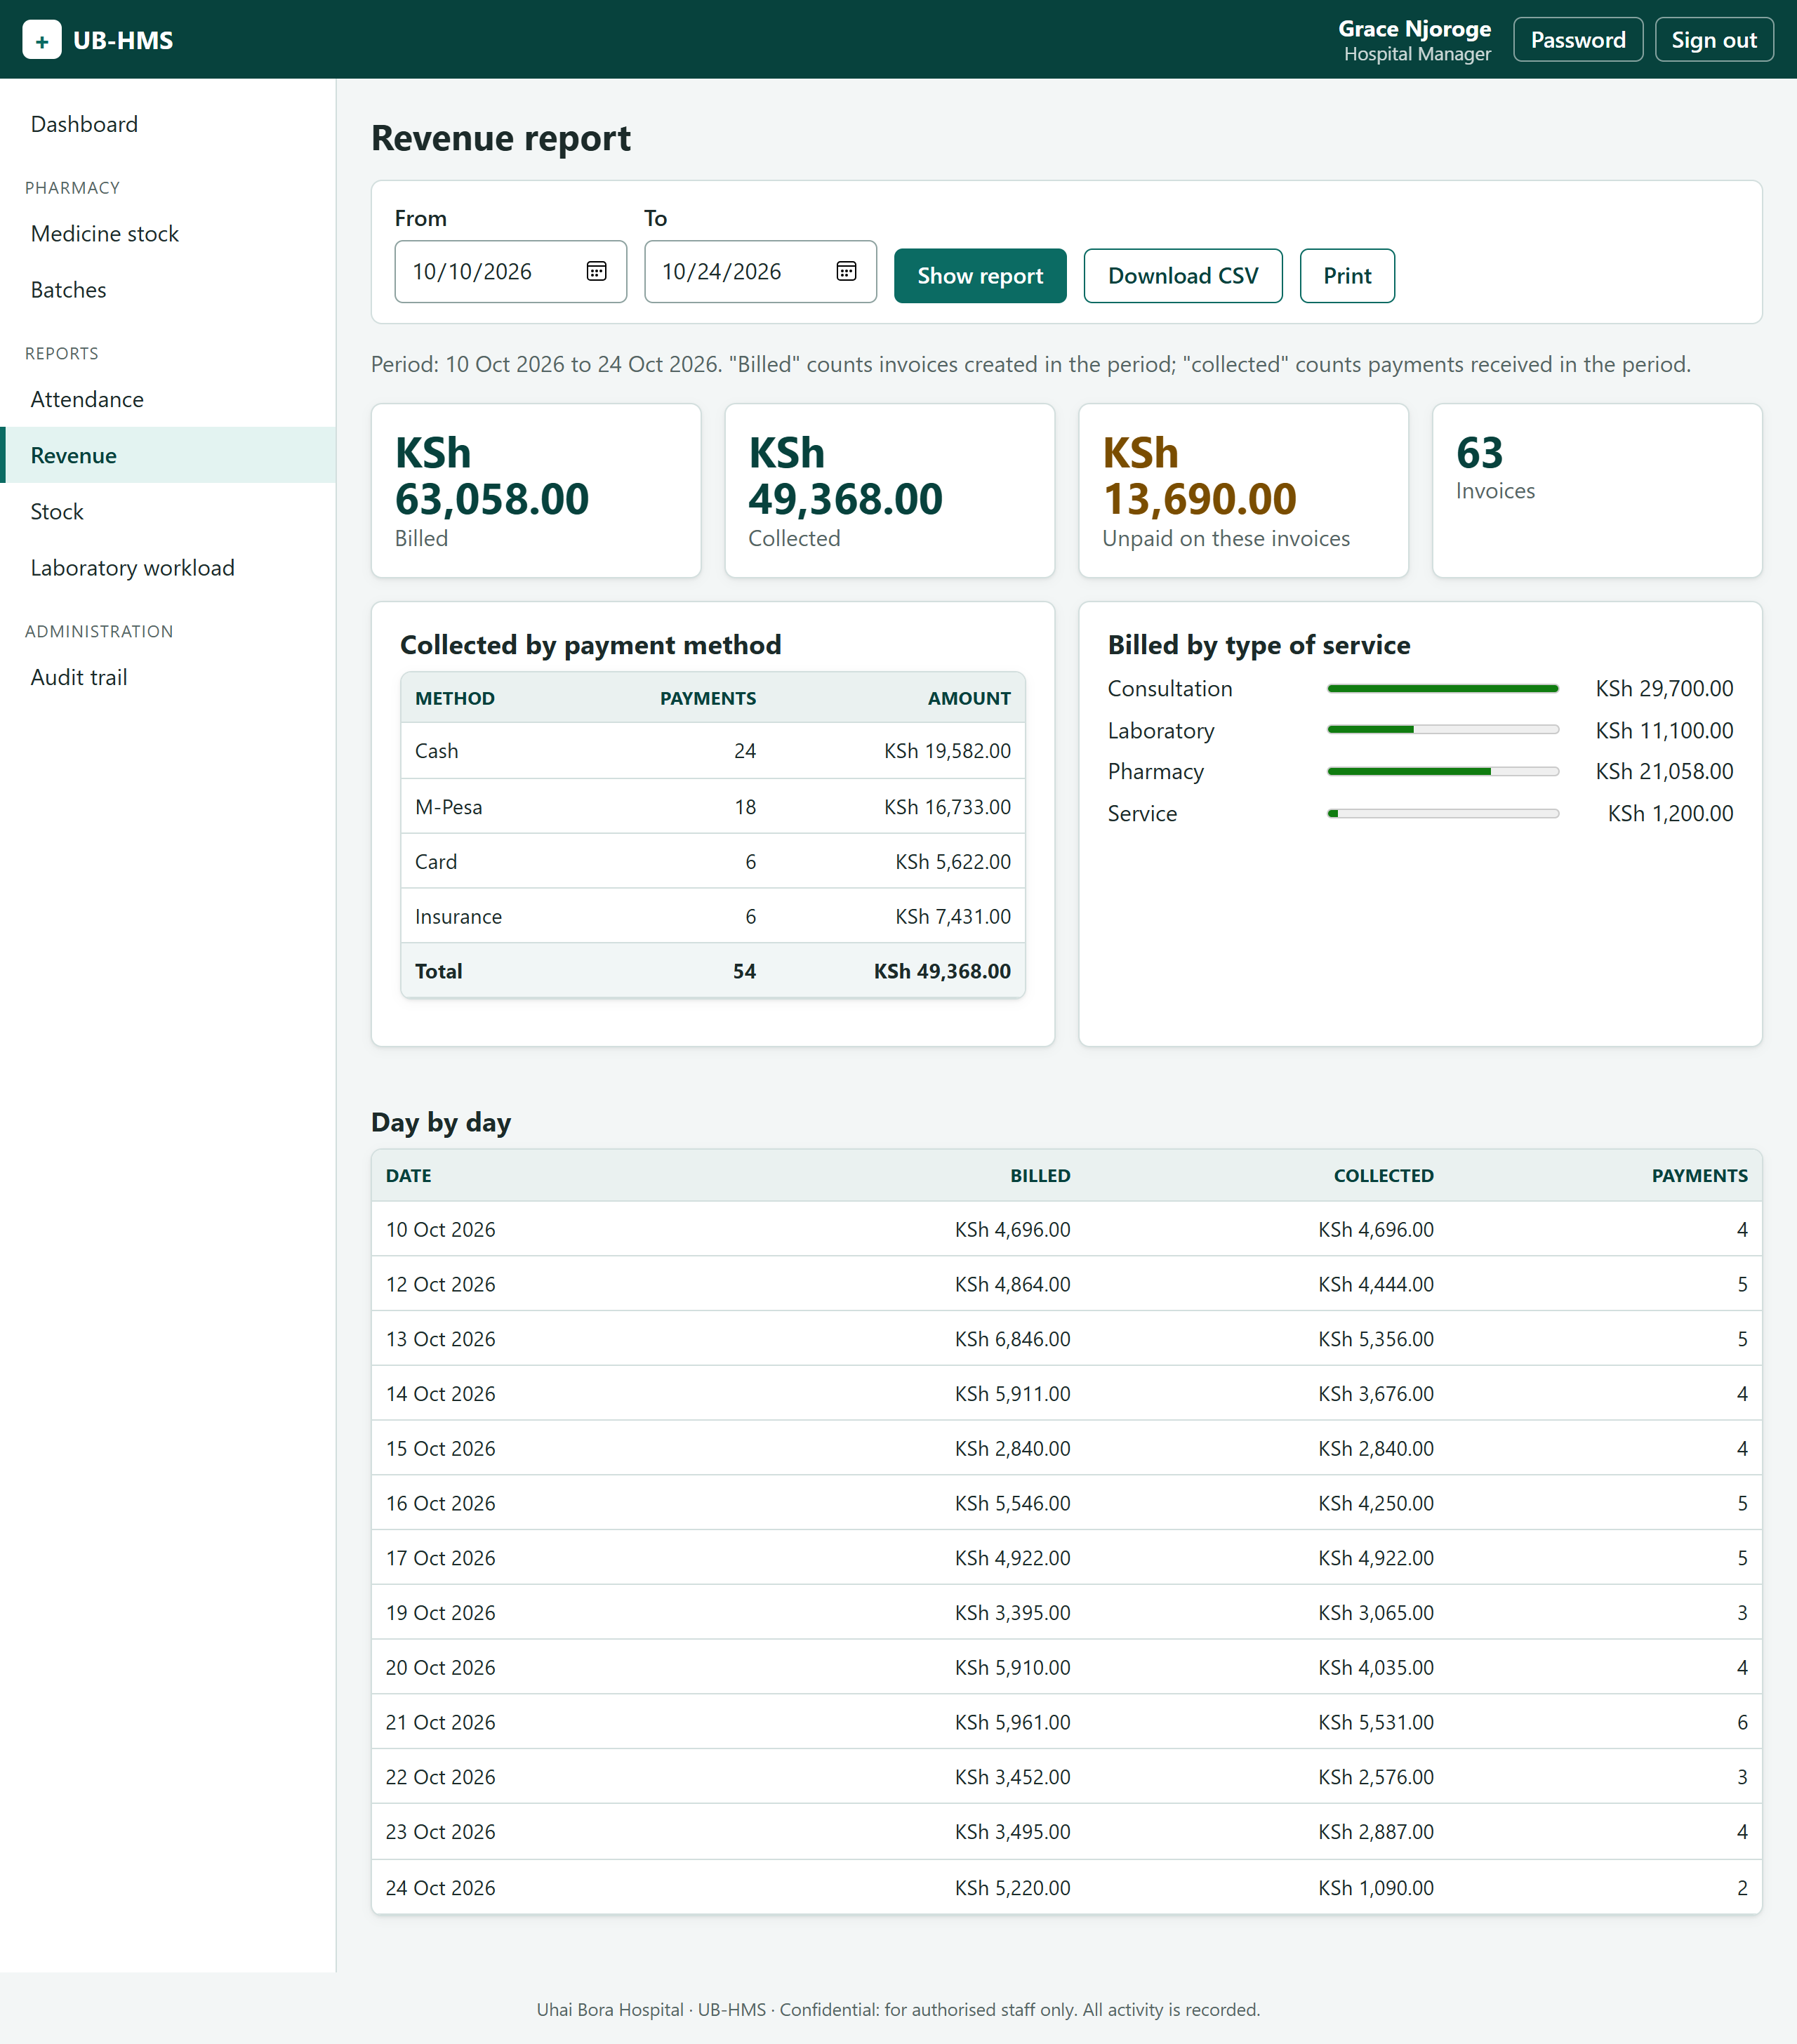 + UB-HMS
Grace Njoroge
Hospital Manager
Password
Sign out
Dashboard
PHARMACY
Medicine stock
Batches
REPORTS
Attendance
Revenue
Stock
Laboratory workload
ADMINISTRATION
Audit trail
Revenue report
From To
10/10/2026 10/24/2026 Show report Download CSV Print
Period: 10 Oct 2026 to 24 Oct 2026. "Billed" counts invoices created in the period; "collected" counts payments received in the period.
KSh
63,058.00
Billed
KSh
49,368.00
Collected
KSh
13,690.00
Unpaid on these invoices
63
Invoices
Collected by payment method
METHOD PAYMENTS AMOUNT
Cash 24 KSh 19,582.00
M-Pesa 18 KSh 16,733.00
Card 6 KSh 5,622.00
Insurance 6 KSh 7,431.00
Total 54 KSh 49,368.00
Billed by type of service
Consultation KSh 29,700.00
Laboratory KSh 11,100.00
Pharmacy KSh 21,058.00
Service KSh 1,200.00
Day by day
DATE BILLED COLLECTED PAYMENTS
10 Oct 2026 KSh 4,696.00 KSh 4,696.00 4
12 Oct 2026 KSh 4,864.00 KSh 4,444.00 5
13 Oct 2026 KSh 6,846.00 KSh 5,356.00 5
14 Oct 2026 KSh 5,911.00 KSh 3,676.00 4
15 Oct 2026 KSh 2,840.00 KSh 2,840.00 4
16 Oct 2026 KSh 5,546.00 KSh 4,250.00 5
17 Oct 2026 KSh 4,922.00 KSh 4,922.00 5
19 Oct 2026 KSh 3,395.00 KSh 3,065.00 3
20 Oct 2026 KSh 5,910.00 KSh 4,035.00 4
21 Oct 2026 KSh 5,961.00 KSh 5,531.00 6
22 Oct 2026 KSh 3,452.00 KSh 2,576.00 3
23 Oct 2026 KSh 3,495.00 KSh 2,887.00 4
24 Oct 2026 KSh 5,220.00 KSh 1,090.00 2
Uhai Bora Hospital · UB-HMS · Confidential: for authorised staff only. All activity is recorded.